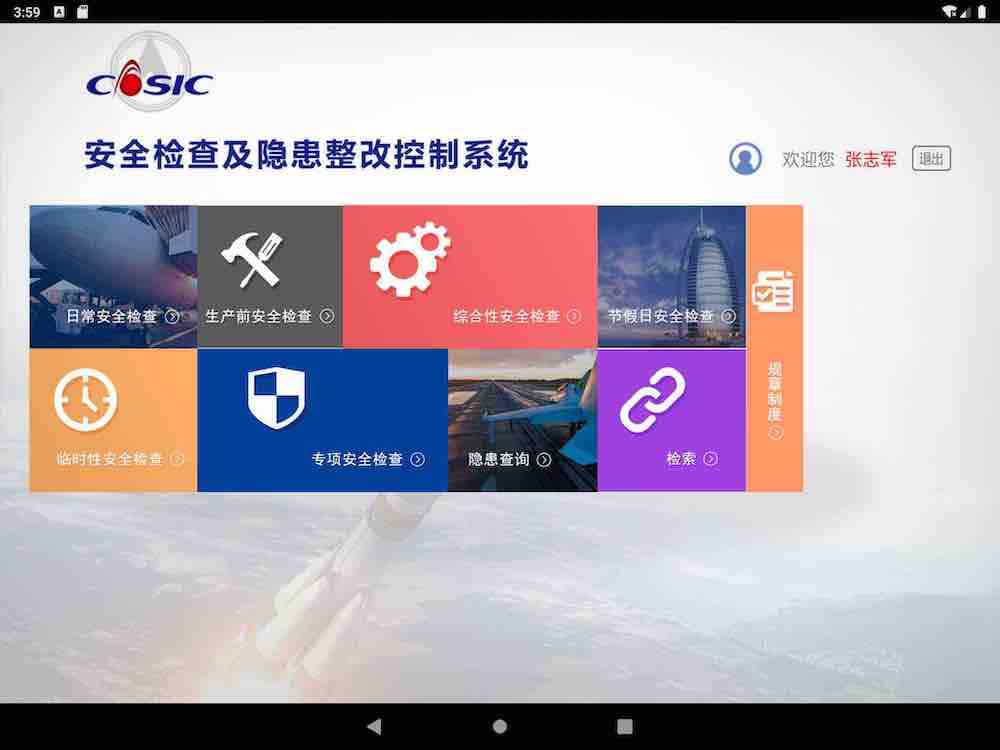 3:59
A
CASIC
安全检查及隐患整改控制系统
欢迎您 张志军 退出
日常安全检查
生产前安全检查
综合性安全检查
节假日安全检查
规章制度
临时性安全检查
专项安全检查
隐患查询
检索